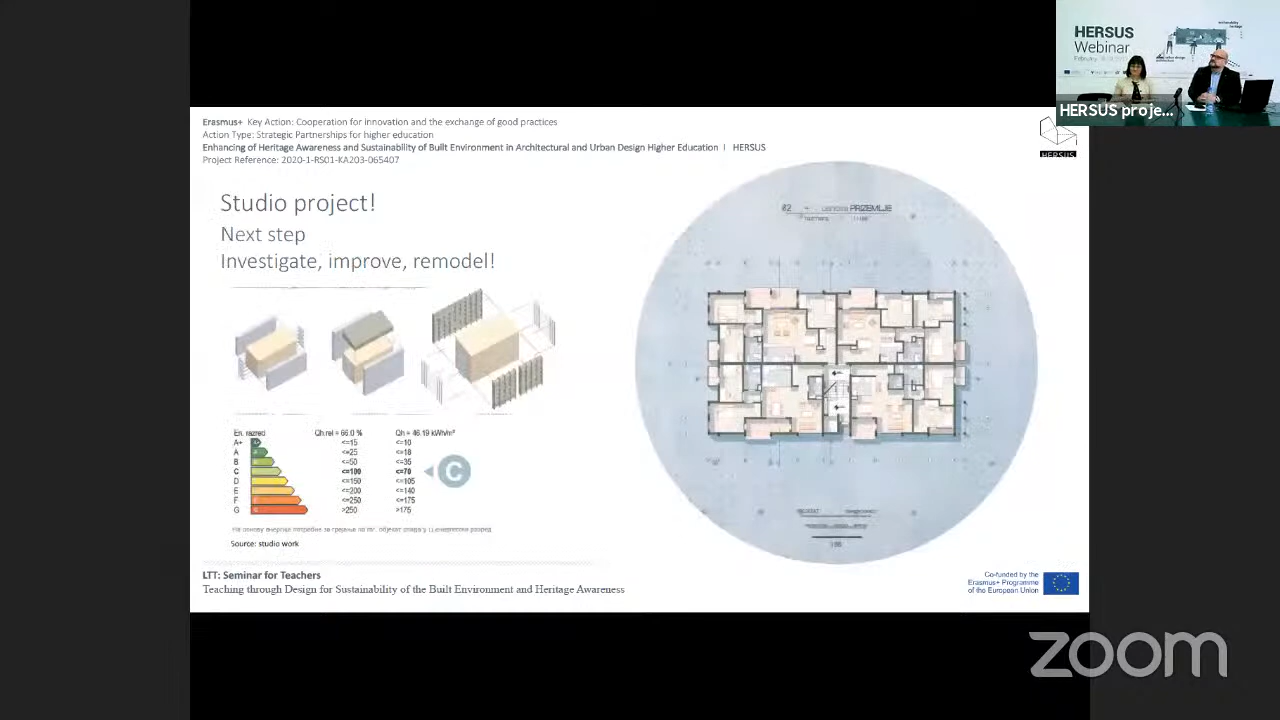 HERSUS
Webinar
HERSUS proje...
Erasmus+ Key Action: Cooperation for innovation and the exchange of good practices
Action Type: Strategic Partnerships for higher education
Enhancing of Heritage Awareness and Sustainability of Built Environment in Architectural and Urban Design Higher Education I HERSUS
Project Reference: 2020-1-RS01-KA203-065407
HERSUS
Studio project!
Next step
Investigate, improve, remodel!
02 PRIZEMLJE
En. razred Qh,rel = 66.0 % Qh = 46.19 kWh/m²
A+ <=15 <=10
A <=25 <=18
B <=50 <=35
C <=100 <=70 C
D <=150 <=105
E <=200 <=140
F <=250 <=175
G >250 >175
Source: studio work
LTT: Seminar for Teachers
Teaching through Design for Sustainability of the Built Environment and Heritage Awareness
Co-funded by the
Erasmus+ Programme
of the European Union
zoom